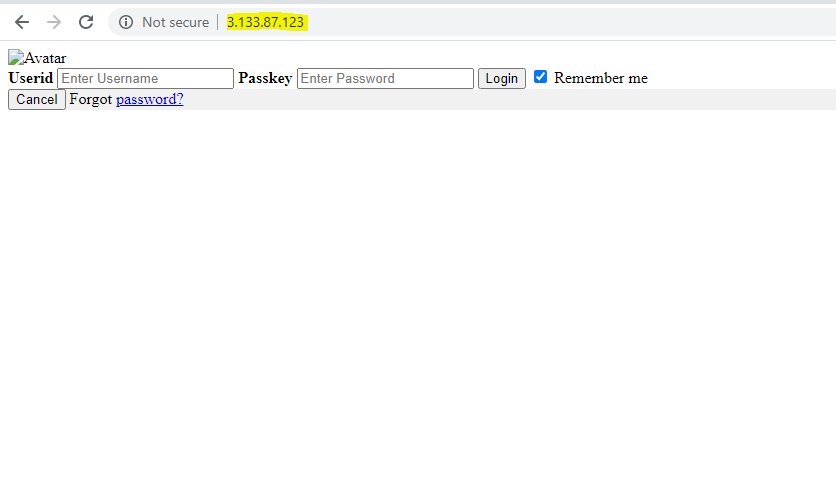 Not secure | 3.133.87.123
Avatar
Userid Enter Username Passkey Enter Password Login Remember me
Cancel Forgot password?